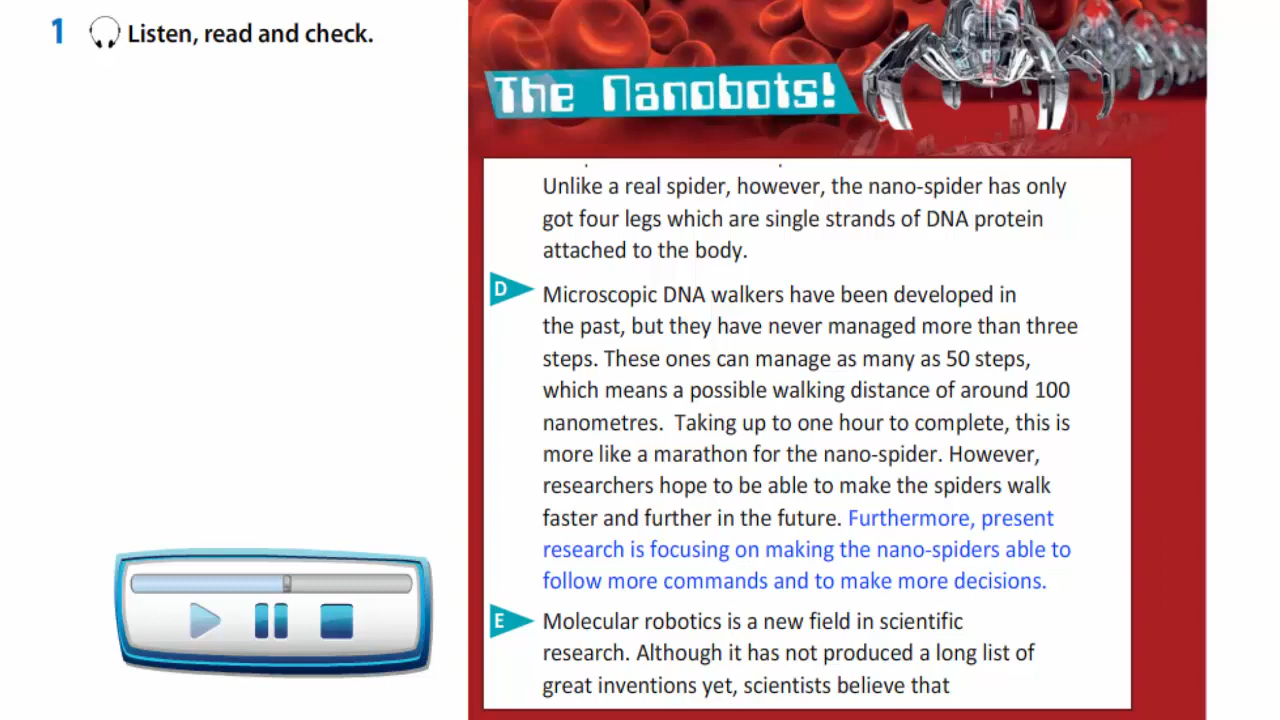 1 Listen, read and check.
The Nanobots!
Unlike a real spider, however, the nano-spider has only
got four legs which are single strands of DNA protein
attached to the body.
D
Microscopic DNA walkers have been developed in
the past, but they have never managed more than three
steps. These ones can manage as many as 50 steps,
which means a possible walking distance of around 100
nanometres. Taking up to one hour to complete, this is
more like a marathon for the nano-spider. However,
researchers hope to be able to make the spiders walk
faster and further in the future. Furthermore, present
research is focusing on making the nano-spiders able to
follow more commands and to make more decisions.
E
Molecular robotics is a new field in scientific
research. Although it has not produced a long list of
great inventions yet, scientists believe that